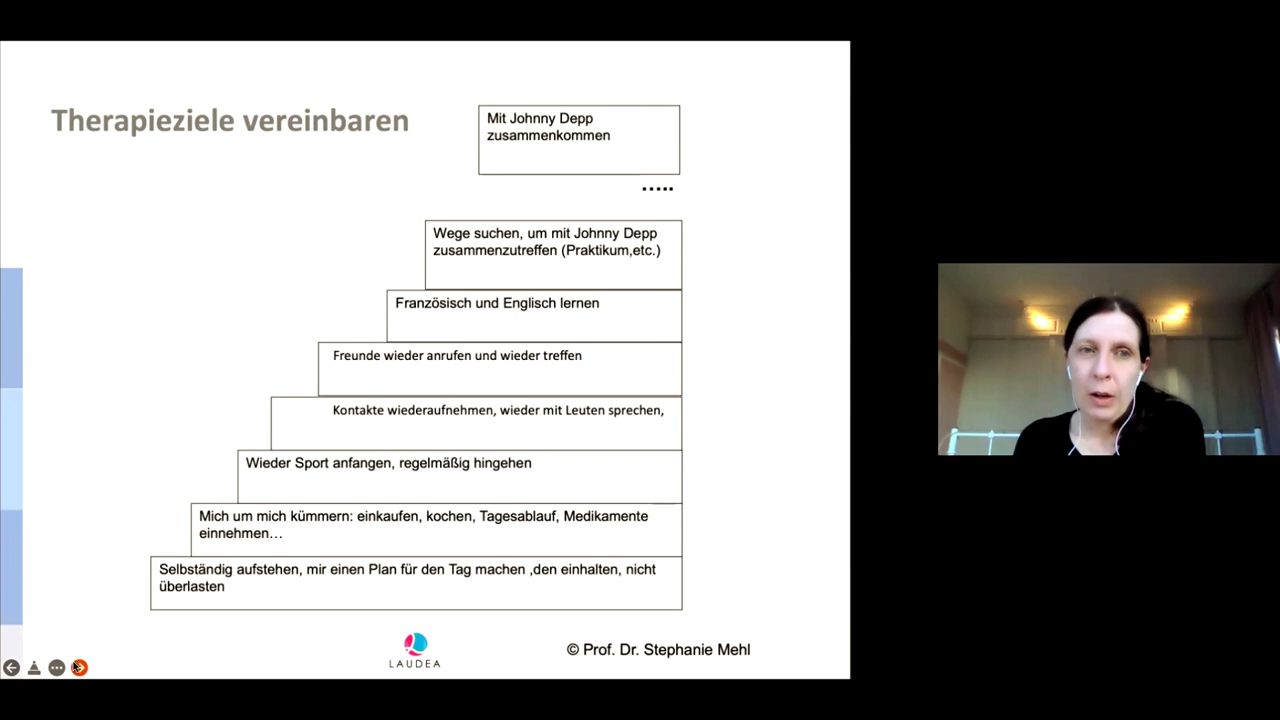 Therapieziele vereinbaren
Mit Johnny Depp
zusammenkommen
.....
Wege suchen, um mit Johnny Depp
zusammenzutreffen (Praktikum,etc.)
Französisch und Englisch lernen
Freunde wieder anrufen und wieder treffen
Kontakte wiederaufnehmen, wieder mit Leuten sprechen,
Wieder Sport anfangen, regelmäßig hingehen
Mich um mich kümmern: einkaufen, kochen, Tagesablauf, Medikamente
einnehmen…
Selbständig aufstehen, mir einen Plan für den Tag machen ,den einhalten, nicht
überlasten
LAUDEA
© Prof. Dr. Stephanie Mehl